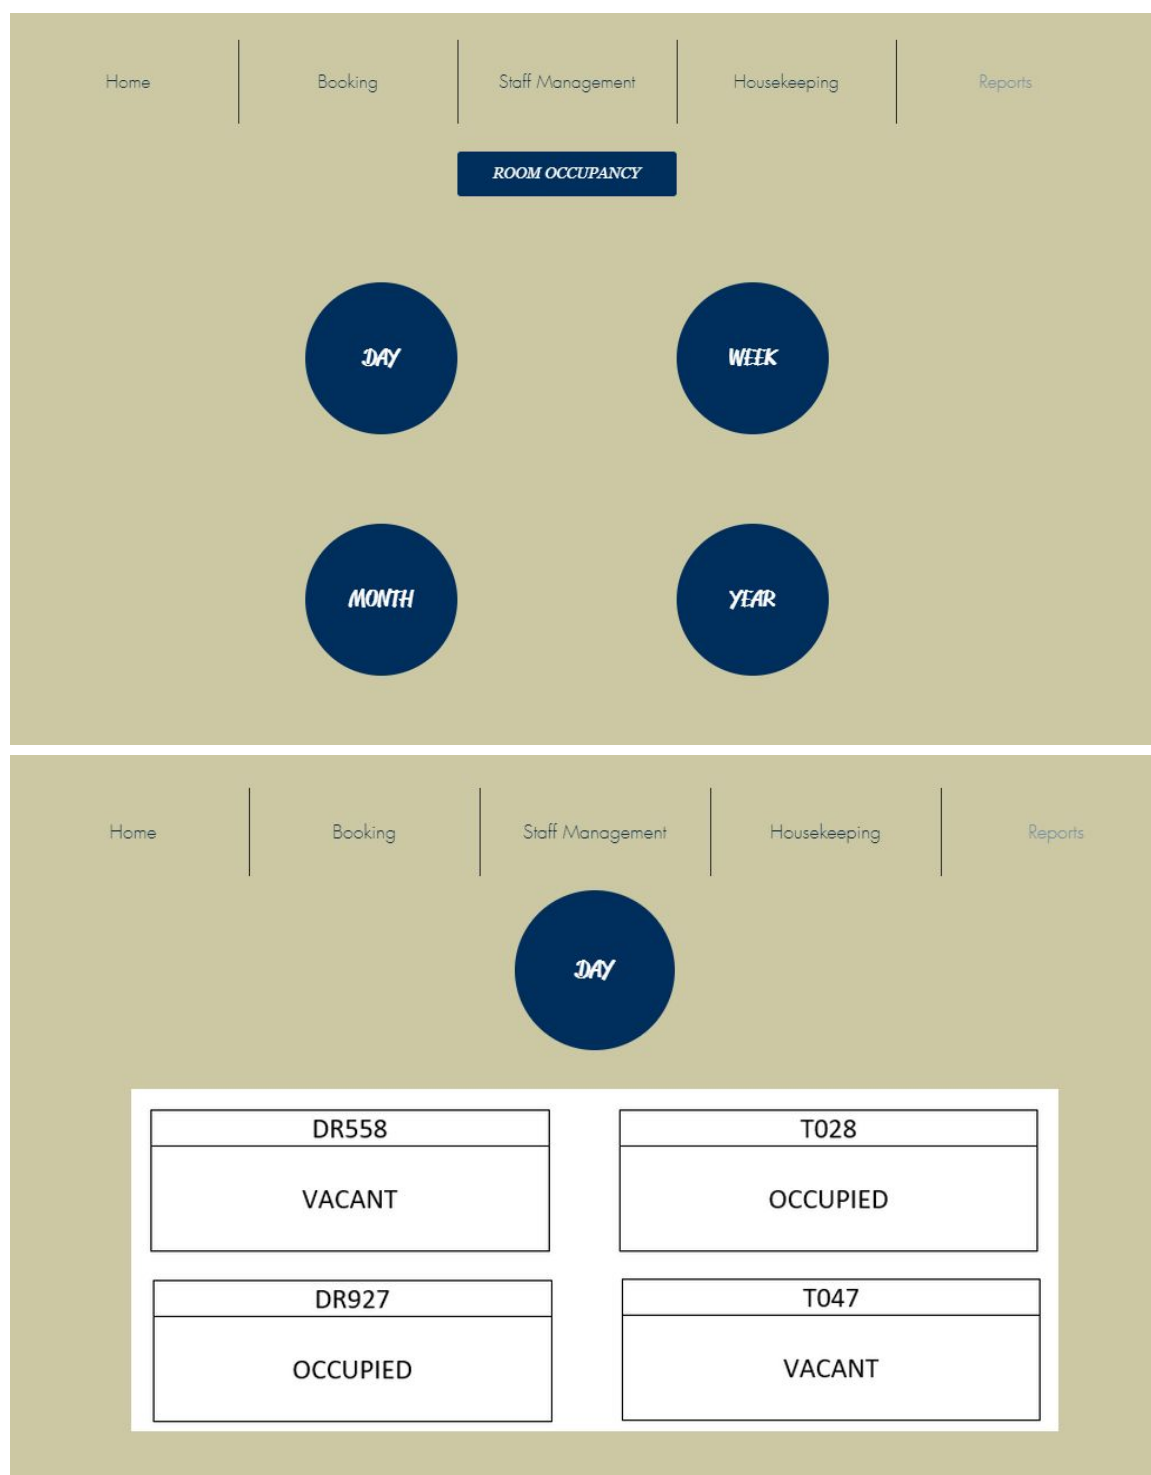 Home Booking Staff Management Housekeeping Reports
ROOM OCCUPANCY
DAY WEEK
MONTH YEAR
Home Booking Staff Management Housekeeping Reports
DAY
DR558 T028
VACANT OCCUPIED
DR927 T047
OCCUPIED VACANT